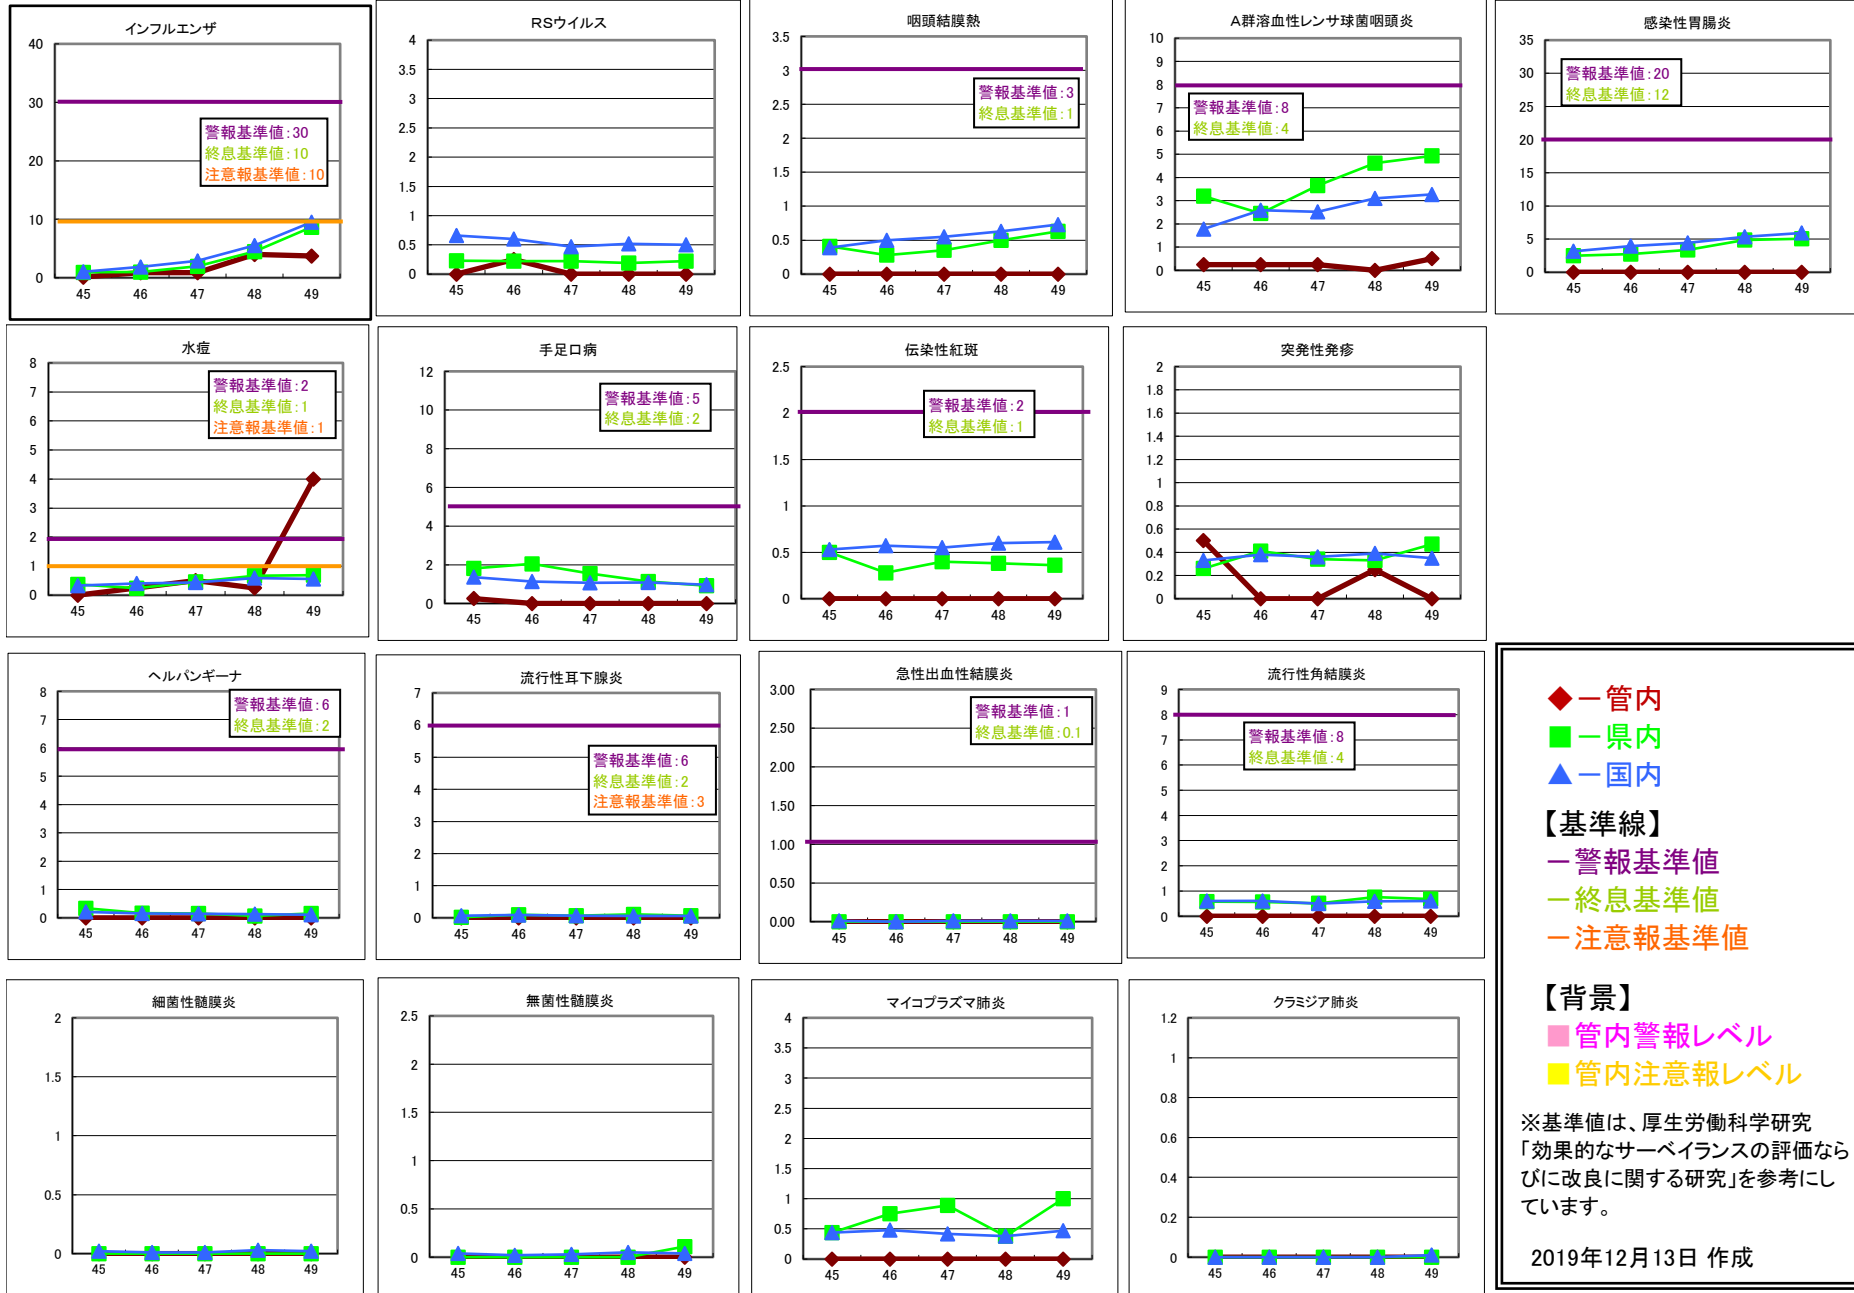 インフルエンザ
40
30
20
10
0
45 46 47 48 49
警報基準値:30
終息基準値:10
注意報基準値:10
RSウイルス
4
3.5
3
2.5
2
1.5
1
0.5
0
45 46 47 48 49
咽頭結膜熱
3.5
3
2.5
2
1.5
1
0.5
0
45 46 47 48 49
警報基準値:3
終息基準値:1
A群溶血性レンサ球菌咽頭炎
10
9
8
7
6
5
4
3
2
1
0
45 46 47 48 49
警報基準値:8
終息基準値:4
感染性胃腸炎
35
30
25
20
15
10
5
0
45 46 47 48 49
警報基準値:20
終息基準値:12
水痘
8
7
6
5
4
3
2
1
0
45 46 47 48 49
警報基準値:2
終息基準値:1
注意報基準値:1
手足口病
12
10
8
6
4
2
0
45 46 47 48 49
警報基準値:5
終息基準値:2
伝染性紅斑
2.5
2
1.5
1
0.5
0
45 46 47 48 49
警報基準値:2
終息基準値:1
突発性発疹
2
1.8
1.6
1.4
1.2
1
0.8
0.6
0.4
0.2
0
45 46 47 48 49
ヘルパンギーナ
8
7
6
5
4
3
2
1
0
45 46 47 48 49
警報基準値:6
終息基準値:2
流行性耳下腺炎
7
6
5
4
3
2
1
0
45 46 47 48 49
警報基準値:6
終息基準値:2
注意報基準値:3
急性出血性結膜炎
3.00
2.50
2.00
1.50
1.00
0.50
0.00
45 46 47 48 49
警報基準値:1
終息基準値:0.1
流行性角結膜炎
9
8
7
6
5
4
3
2
1
0
45 46 47 48 49
警報基準値:8
終息基準値:4
細菌性髄膜炎
2
1.5
1
0.5
0
45 46 47 48 49
無菌性髄膜炎
2.5
2
1.5
1
0.5
0
45 46 47 48 49
マイコプラズマ肺炎
4
3.5
3
2.5
2
1.5
1
0.5
0
45 46 47 48 49
クラミジア肺炎
1.2
1
0.8
0.6
0.4
0.2
0
45 46 47 48 49
◆－管内
■－県内
▲－国内
【基準線】
－警報基準値
－終息基準値
－注意報基準値
【背景】
■管内警報レベル
■管内注意報レベル
※基準値は、厚生労働科学研究
「効果的なサーベイランスの評価なら
びに改良に関する研究」を参考にし
ています。
2019年12月13日 作成